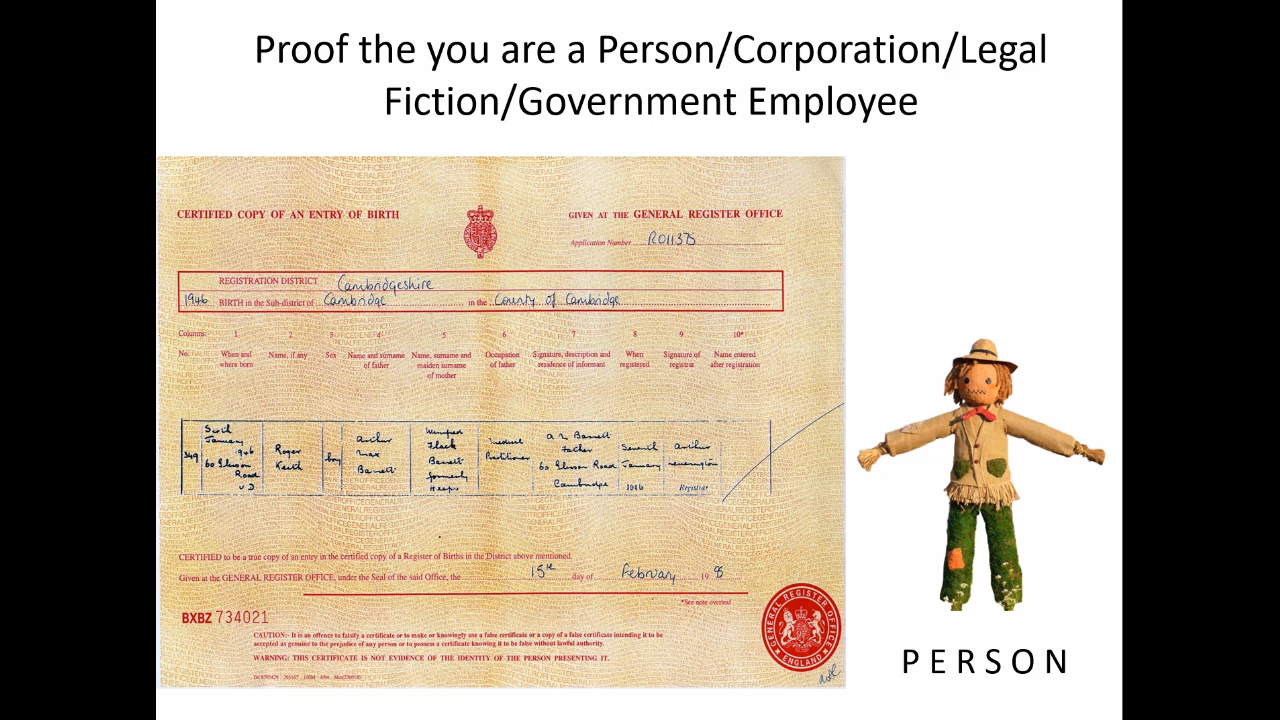 Proof the you are a Person/Corporation/Legal
Fiction/Government Employee
CERTIFIED COPY OF AN ENTRY OF BIRTH
GIVEN AT THE GENERAL REGISTER OFFICE
Application Number R011375
REGISTRATION DISTRICT Cambridgeshire
1946 BIRTH in the Sub-district of Cambridge in the County of Cambridge
Columns:- 1 2 3 4 5 6 7 8 9 10*
No. When and where born
Name, if any
Sex
Name and surname of father
Name, surname and maiden surname of mother
Occupation of father
Signature, description and residence of informant
When registered
Signature of registrar
Name entered after registration
349
January
Road
Roger
Keith
boy
Arthur
Max
Barrett
Flack
Barrett
formerly
Medical
Practitioner
Barrett
Father
60 Glisson Road
Cambridge
January
1946
Arthur
Registrar
CERTIFIED to be a true copy of an entry in the certified copy of a Register of Births in the District above mentioned.
Given at the GENERAL REGISTER OFFICE, under the Seal of the said Office, the 15th day of February 19
*See note overleaf
BXBZ 734021
CAUTION:- It is an offence to falsify a certificate or to make or knowingly use a false certificate or a copy of a false certificate intending it to be
accepted as genuine to the prejudice of any person or to possess a certificate knowing it to be false without lawful authority.
WARNING: THIS CERTIFICATE IS NOT EVIDENCE OF THE IDENTITY OF THE PERSON PRESENTING IT.
GENERAL REGISTER OFFICE
ENGLAND
PERSON